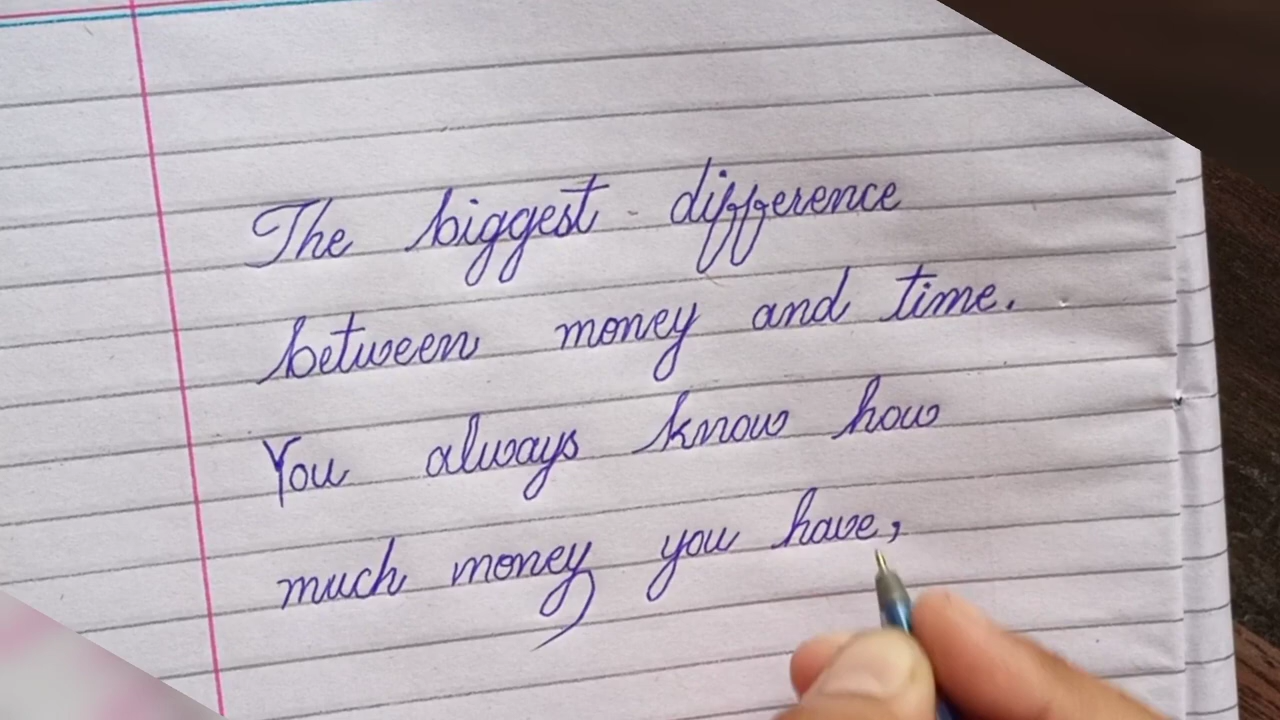 The biggest difference
between money and time.
You always know how
much money you have,